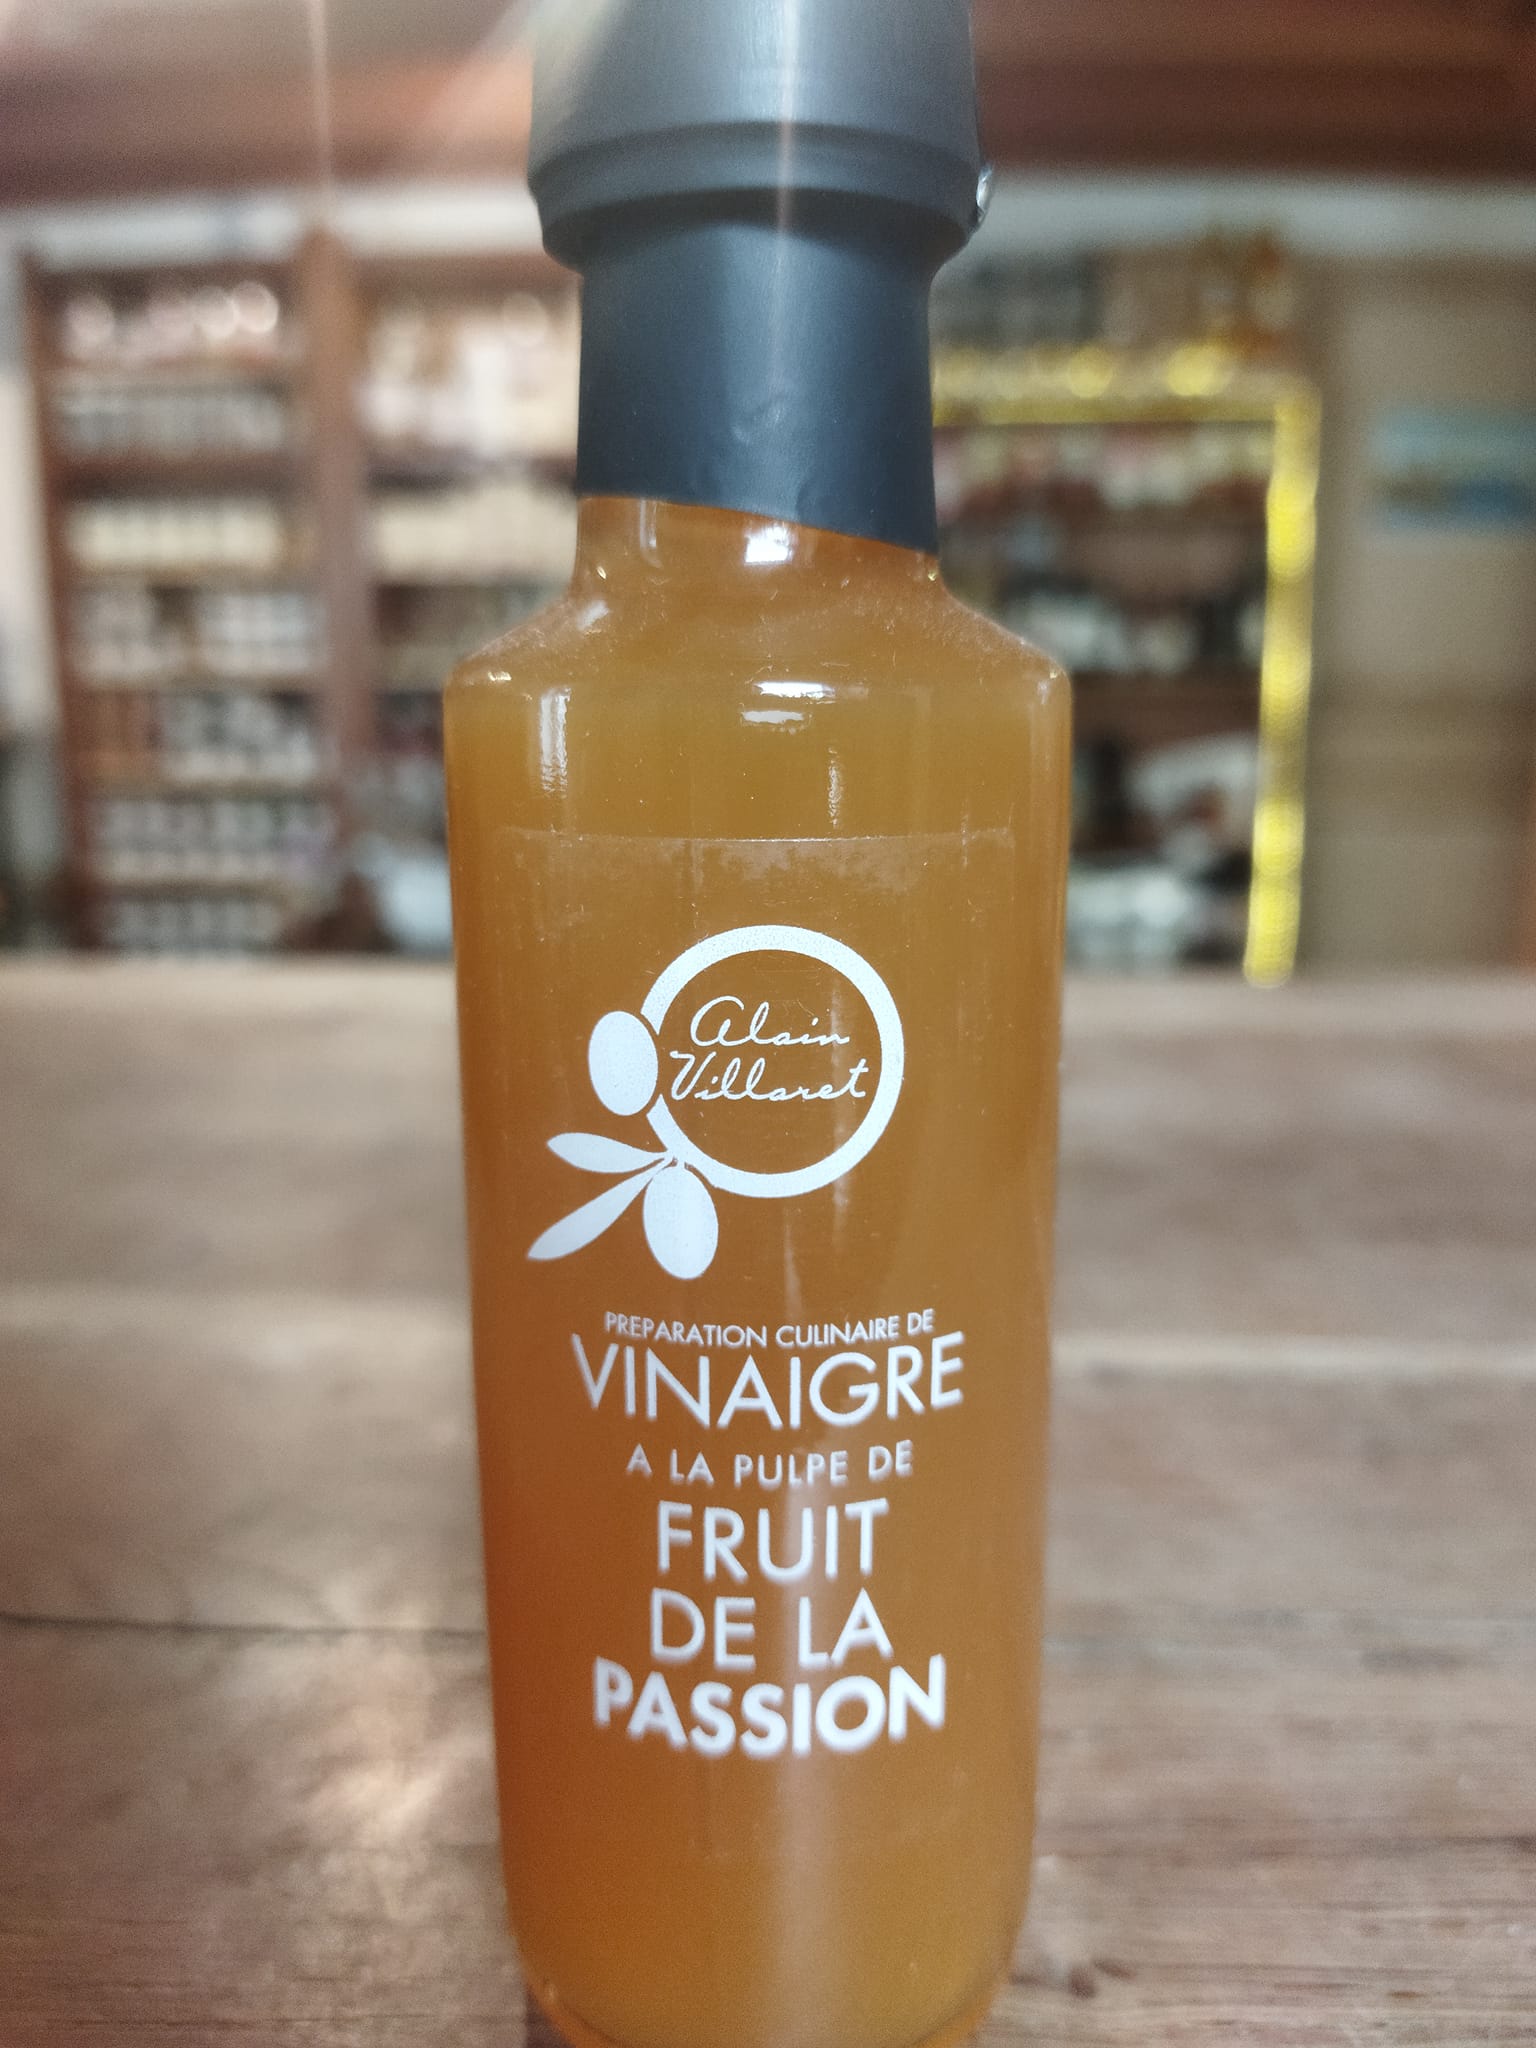 Alain
Villaret
PREPARATION CULINAIRE DE
VINAIGRE
A LA PULPE DE
FRUIT
DE LA
PASSION